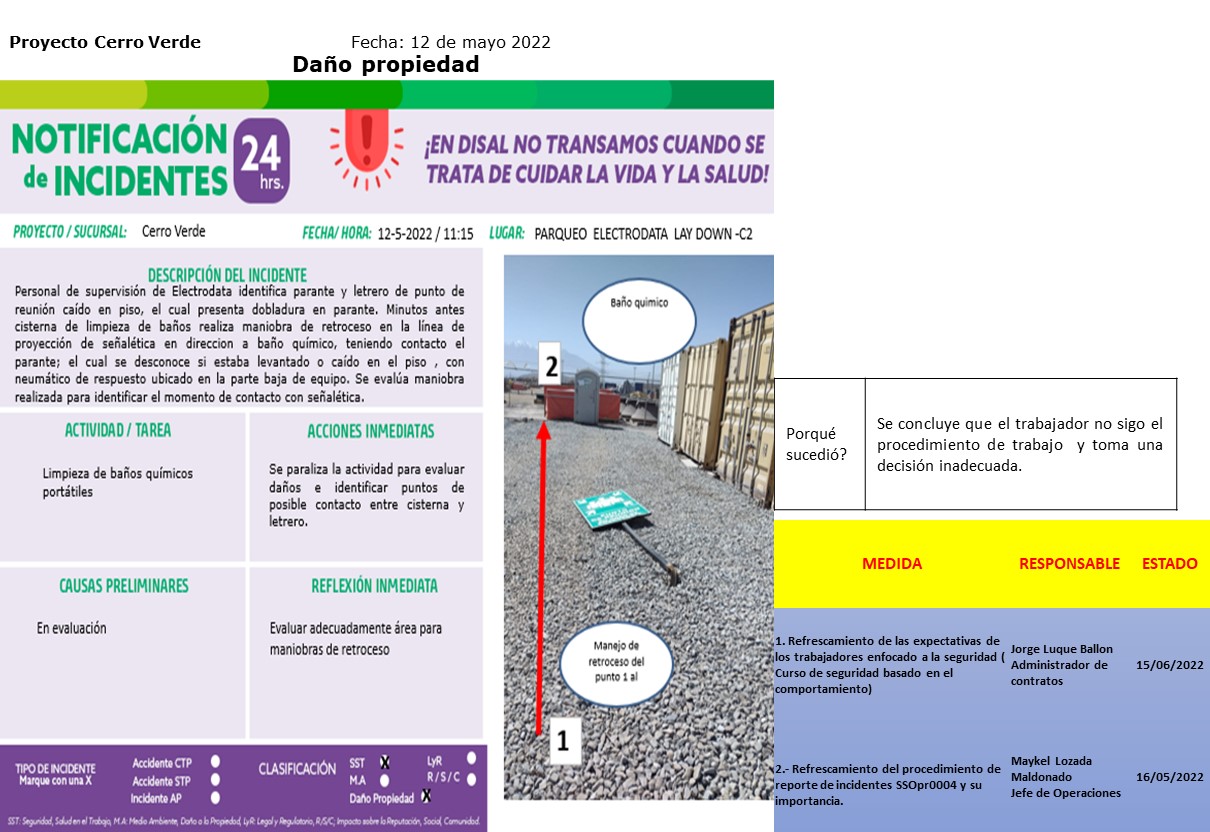 Proyecto Cerro Verde
Fecha: 12 de mayo 2022
Daño propiedad
NOTIFICACIÓN
de INCIDENTES
24
hrs.
¡EN DISAL NO TRANSAMOS CUANDO SE
TRATA DE CUIDAR LA VIDA Y LA SALUD!
PROYECTO / SUCURSAL: Cerro Verde
FECHA/ HORA: 12-5-2022 / 11:15
LUGAR: PARQUEO ELECTRODATA LAY DOWN -C2
DESCRIPCIÓN DEL INCIDENTE
Personal de supervisión de Electrodata identifica parante y letrero de punto de
reunión caído en piso, el cual presenta dobladura en parante. Minutos antes
cisterna de limpieza de baños realiza maniobra de retroceso en la línea de
proyección de señalética en direccion a baño químico, teniendo contacto el
parante; el cual se desconoce si estaba levantado o caído en el piso , con
neumático de respuesto ubicado en la parte baja de equipo. Se evalúa maniobra
realizada para identificar el momento de contacto con señalética.
ACTIVIDAD / TAREA
Limpieza de baños químicos
portátiles
ACCIONES INMEDIATAS
Se paraliza la actividad para evaluar
daños e identificar puntos de
posible contacto entre cisterna y
letrero.
CAUSAS PRELIMINARES
En evaluación
REFLEXIÓN INMEDIATA
Evaluar adecuadamente área para
maniobras de retroceso
Baño quimico
2
Manejo de
retroceso del
punto 1 al
1
TIPO DE INCIDENTE
Marque con una X
Accidente CTP
Accidente STP
Incidente AP
CLASIFICACIÓN
SST X
M.A
Daño Propiedad X
LyR
R/S/C
SST: Seguridad, Salud en el Trabajo, M.A: Medio Ambiente, Daño a la Propiedad, LyR: Legal y Regulatorio, R/S/C; Impacto sobre la Reputación, Social, Comunidad.
Porqué
sucedió?
Se concluye que el trabajador no sigo el
procedimiento de trabajo y toma una
decisión inadecuada.
MEDIDA RESPONSABLE ESTADO
1. Refrescamiento de las expectativas de
los trabajadores enfocado a la seguridad (
Curso de seguridad basado en el
comportamiento)
Jorge Luque Ballon
Administrador de
contratos
15/06/2022
2.- Refrescamiento del procedimiento de
reporte de incidentes SSOpr0004 y su
importancia.
Maykel Lozada
Maldonado
Jefe de Operaciones
16/05/2022